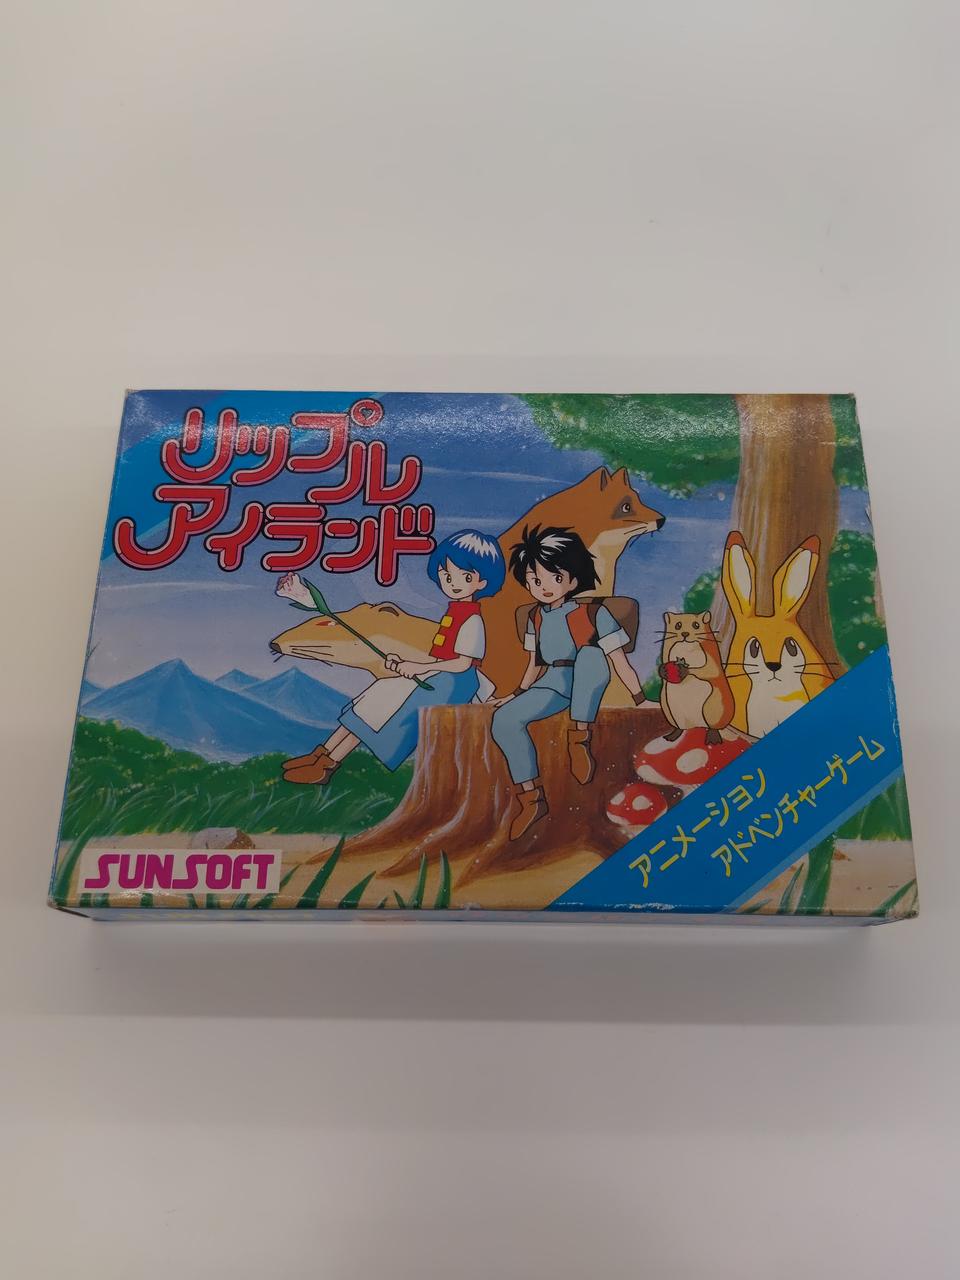 リップル
アイランド
アニメーション
アドベンチャーゲーム
SUNSOFT